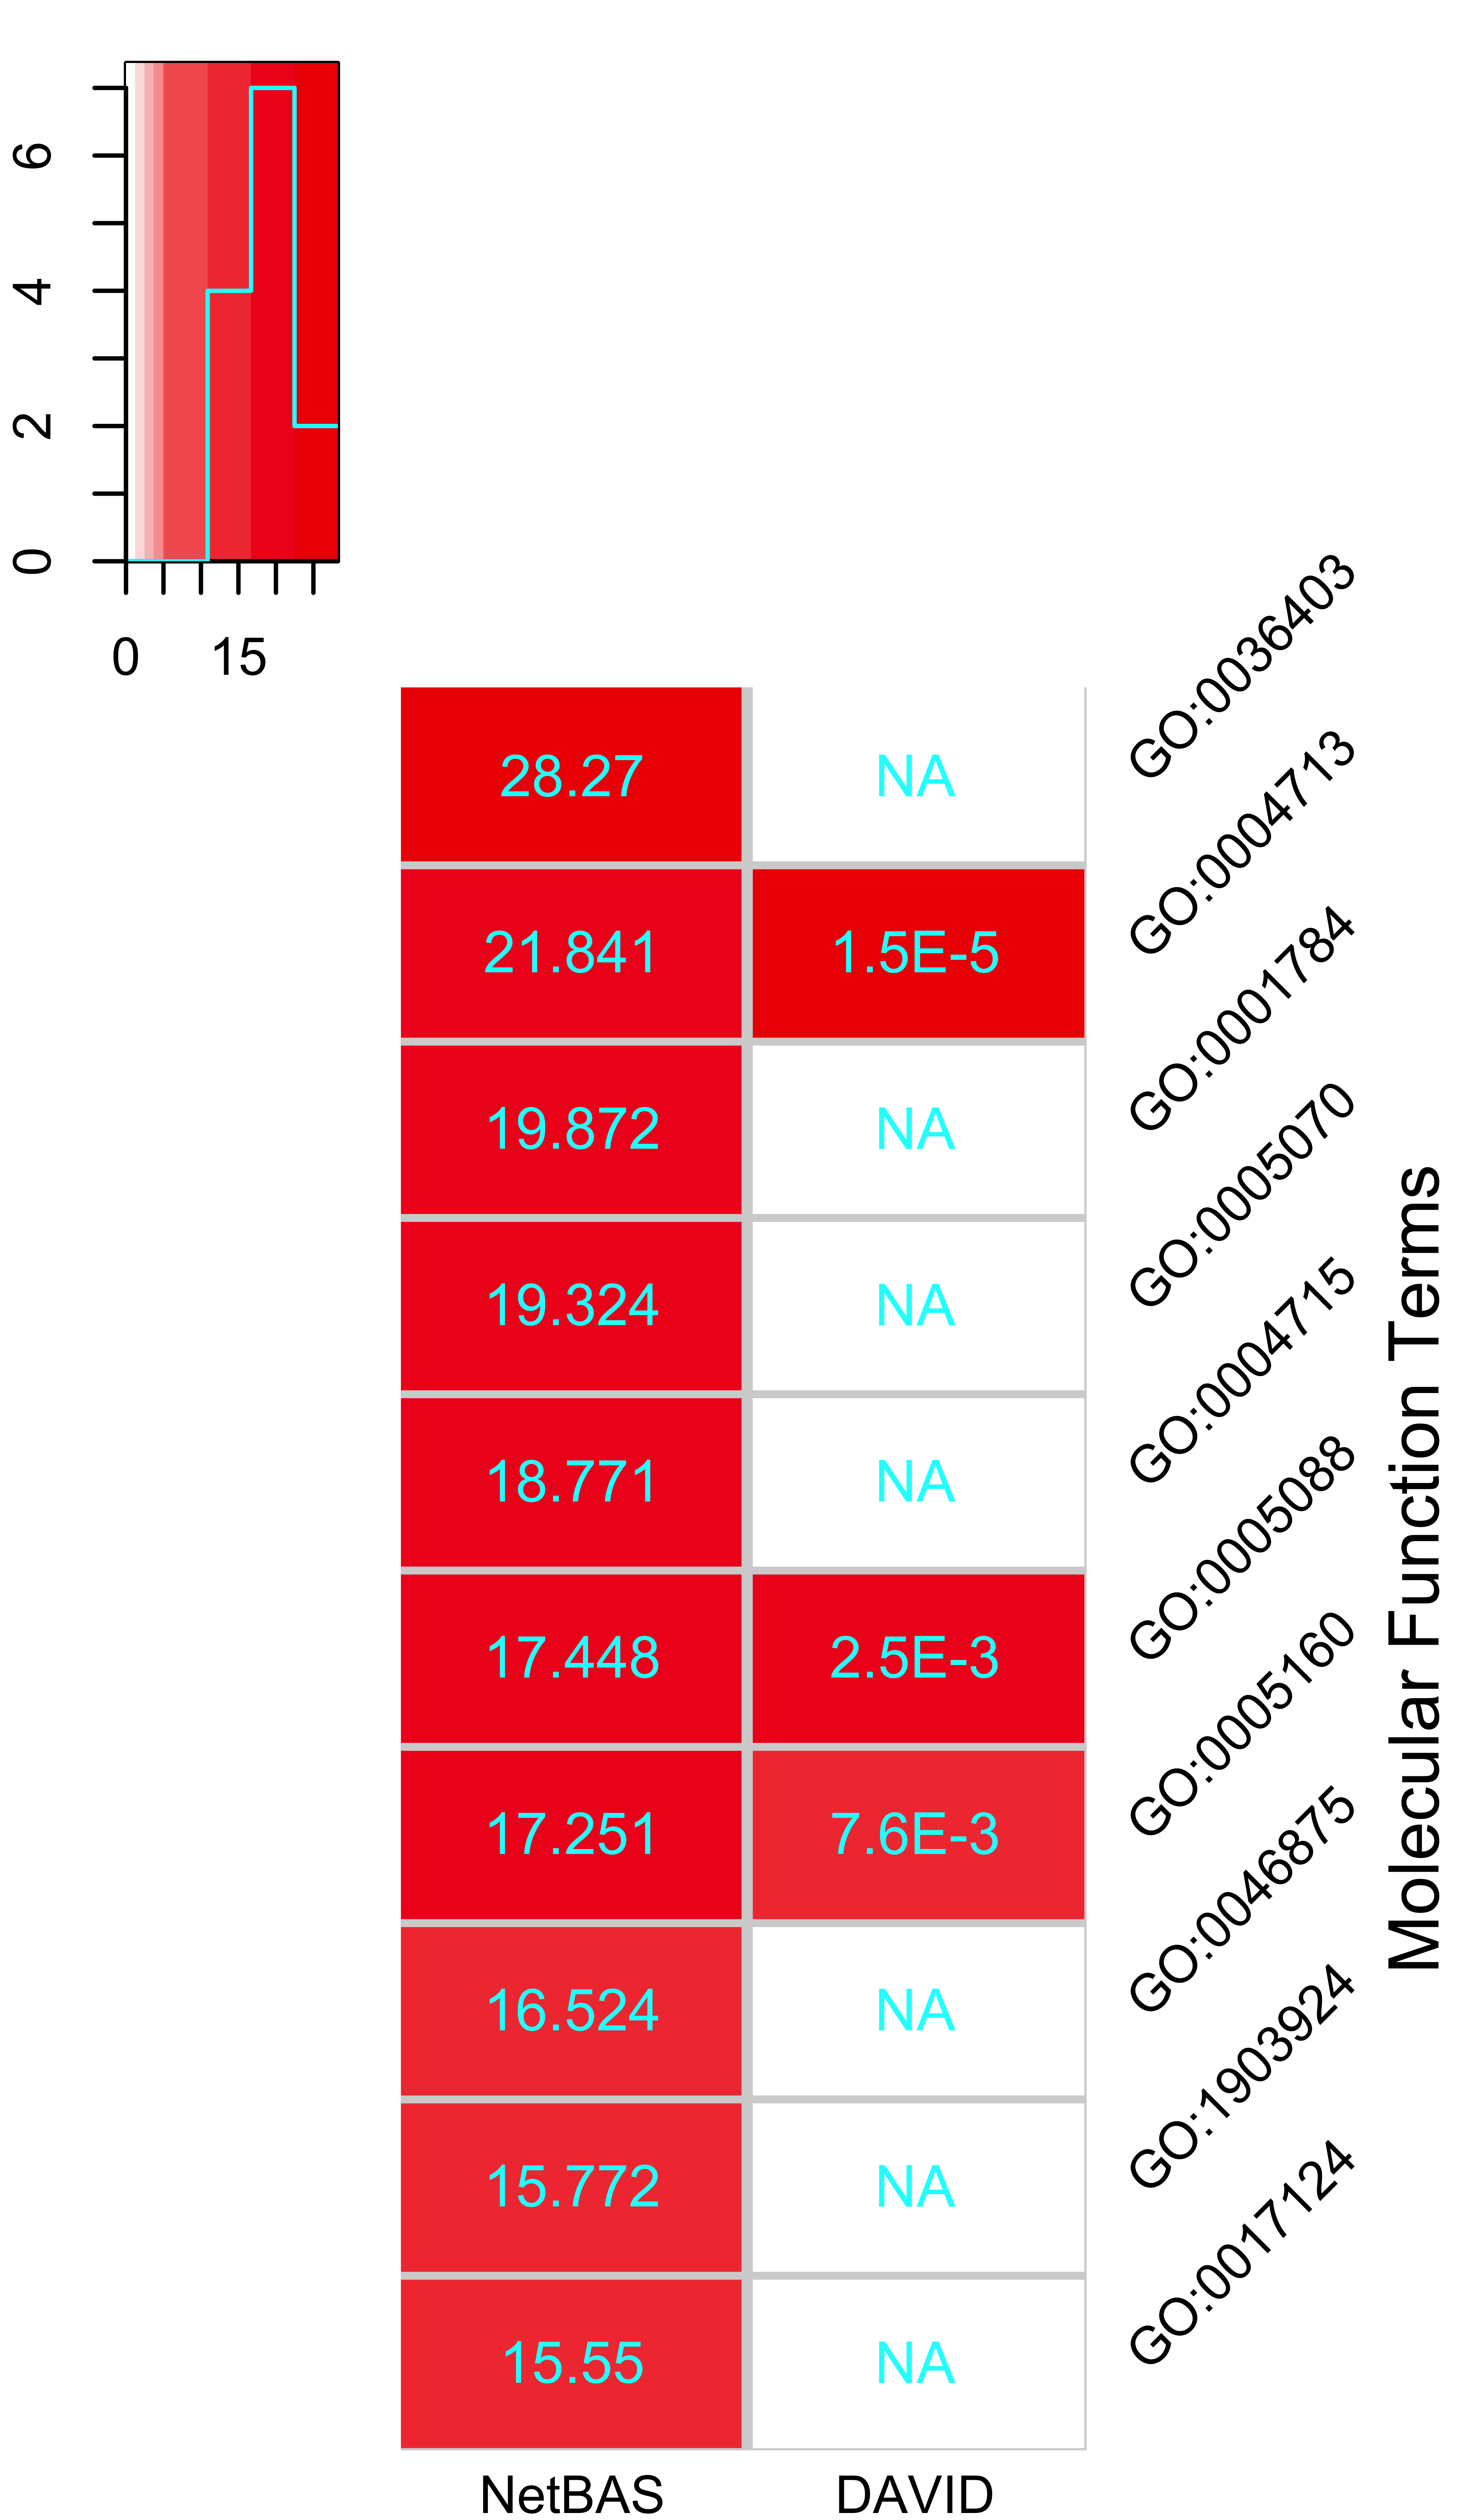 6
4
2
0
0 15
GO:0036403
28.27 NA
GO:0004713
21.841 1.5E-5
GO:0001784
19.872 NA
GO:0005070
19.324 NA
GO:0004715
18.771 NA
GO:0005088
17.448 2.5E-3
GO:0005160
17.251 7.6E-3
GO:0046875
16.524 NA
GO:1903924
15.772 NA
GO:0017124
15.55 NA
Molecular Function Terms
NetBAS DAVID